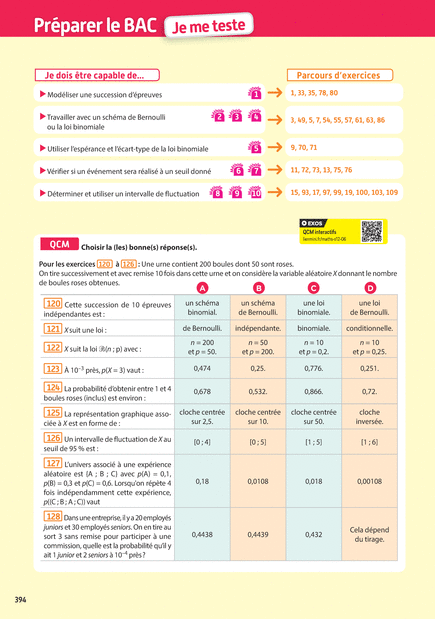 Préparer le BAC Je me teste
Je dois être capable de... Parcours d'exercices
▶ Modéliser une succession d'épreuves 1 → 1, 33, 35, 78, 80
▶ Travailler avec un schéma de Bernoulli
ou la loi binomiale 2 3 4 → 3, 49, 5, 7, 54, 55, 57, 61, 63, 86
▶ Utiliser l'espérance et l'écart-type de la loi binomiale 5 → 9, 70, 71
▶ Vérifier si un événement sera réalisé à un seuil donné 6 7 → 11, 72, 73, 13, 75, 76
▶ Déterminer et utiliser un intervalle de fluctuation 8 9 10 → 15, 93, 17, 97, 99, 19, 100, 103, 109
EXOS
QCM interactifs
lienmini.fr/maths-s12-08
QCM Choisir la (les) bonne(s) réponse(s).
Pour les exercices 120 à 126 : Une urne contient 200 boules dont 50 sont roses.
On tire successivement et avec remise 10 fois dans cette urne et on considère la variable aléatoire X donnant le nombre
de boules roses obtenues.
A B C D
120 Cette succession de 10 épreuves
indépendantes est :
un schéma
binomial.
un schéma
de Bernoulli.
une loi
binomiale.
une loi
de Bernoulli.
121 X suit une loi : de Bernoulli. indépendante. binomiale. conditionnelle.
122 X suit la loi ℬ(n ; p) avec :
n = 200
et p = 50.
n = 50
et p = 200.
n = 10
et p = 0,2.
n = 10
et p = 0,25.
123 À 10⁻³ près, p(X = 3) vaut : 0,474 0,25. 0,776. 0,251.
124 La probabilité d'obtenir entre 1 et 4
boules roses (inclus) est environ :
0,678 0,532. 0,866. 0,72.
125 La représentation graphique asso-
ciée à X est en forme de :
cloche centrée
sur 2,5.
cloche centrée
sur 10.
cloche centrée
sur 50.
cloche
inversée.
126 Un intervalle de fluctuation de X au
seuil de 95 % est :
[0 ; 4] [0 ; 5] [1 ; 5] [1 ; 6]
127 L'univers associé à une expérience
aléatoire est {A ; B ; C} avec p(A) = 0,1,
p(B) = 0,3 et p(C) = 0,6. Lorsqu'on répète 4
fois indépendamment cette expérience,
p((C ; B ; A ; C)) vaut
0,18 0,0108 0,018 0,00108
128 Dans une entreprise, il y a 20 employés
juniors et 30 employés seniors. On en tire au
sort 3 sans remise pour participer à une
commission, quelle est la probabilité qu'il y
ait 1 junior et 2 seniors à 10⁻⁴ près ?
0,4438 0,4439 0,432
Cela dépend
du tirage.
394